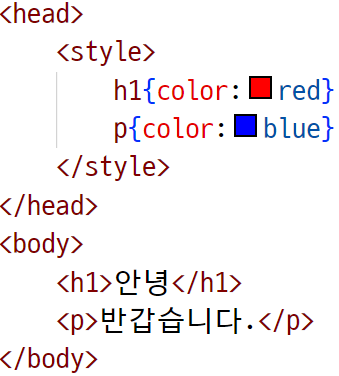 <head>
<style>
h1{color:red}
p{color:blue}
</style>
</head>
<body>
<h1>안녕</h1>
<p>반갑습니다.</p>
</body>